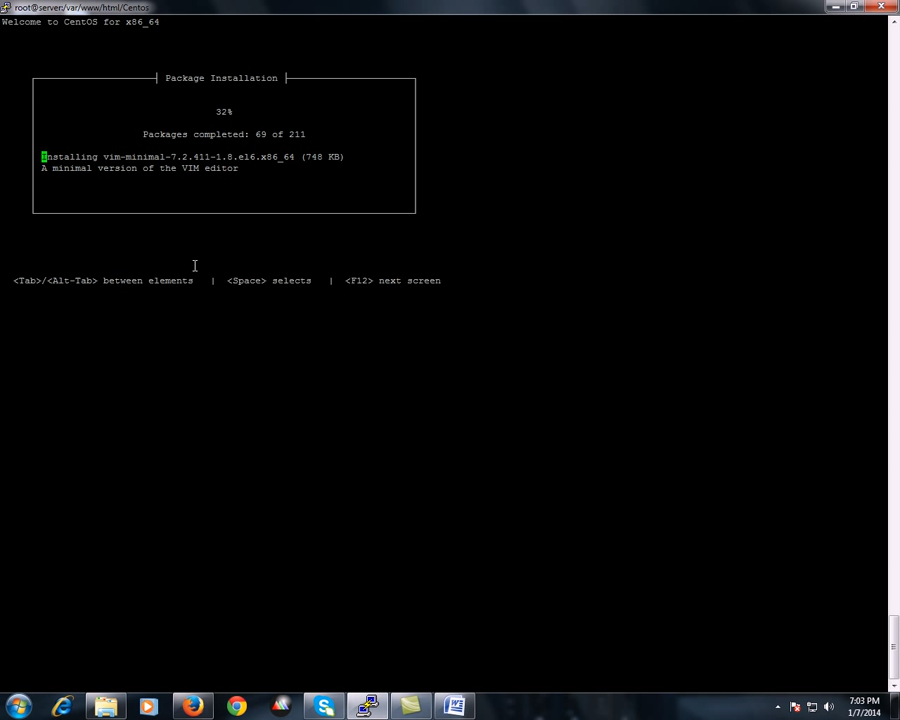 root@server:/var/www/html/Centos
Welcome to CentOS for x86_64
Package Installation
32%
Packages completed: 69 of 211
Installing vim-minimal-7.2.411-1.8.el6.x86_64 (748 KB)
A minimal version of the VIM editor
<Tab>/<Alt-Tab> between elements | <Space> selects | <F12> next screen
7:03 PM
1/7/2014